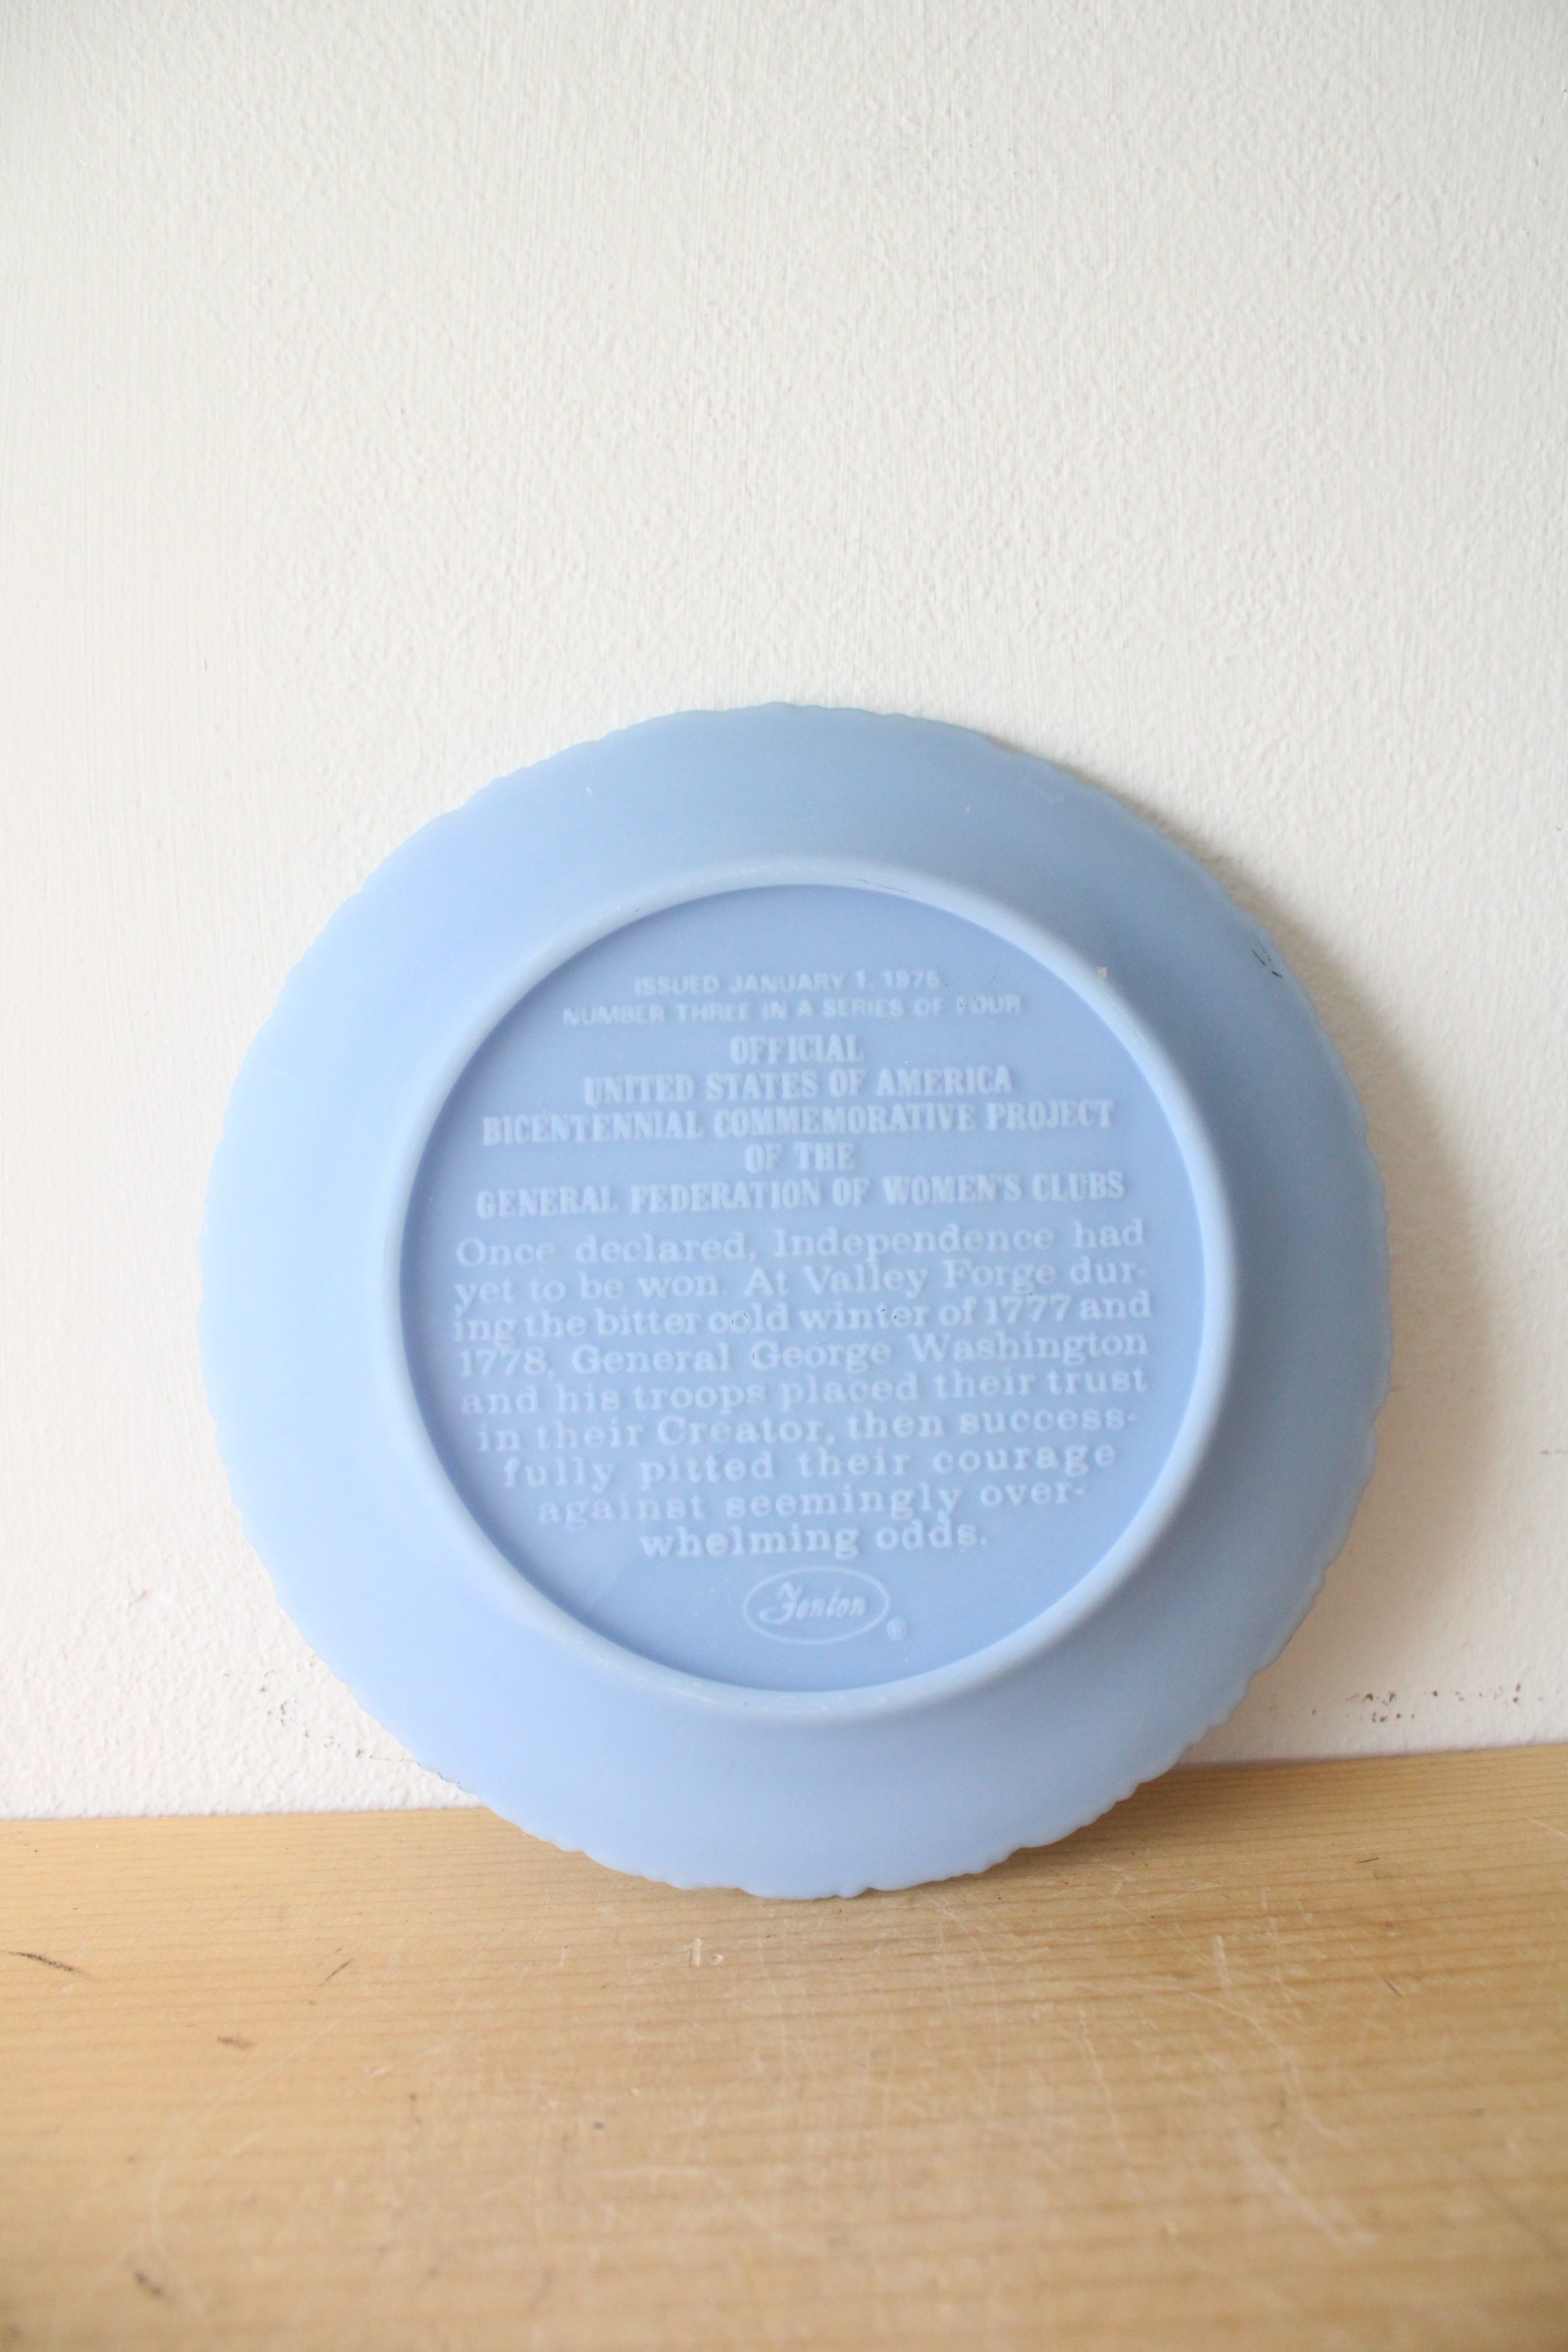 ISSUED JANUARY 1, 1976
NUMBER THREE IN A SERIES OF FOUR
OFFICIAL
UNITED STATES OF AMERICA
BICENTENNIAL COMMEMORATIVE PROJECT
OF THE
GENERAL FEDERATION OF WOMEN'S CLUBS
Once declared, Independence had
yet to be won. At Valley Forge dur-
ing the bitter cold winter of 1777 and
1778, General George Washington
and his troops placed their trust
in their Creator, then success-
fully pitted their courage
against seemingly over-
whelming odds.
Fenton ®